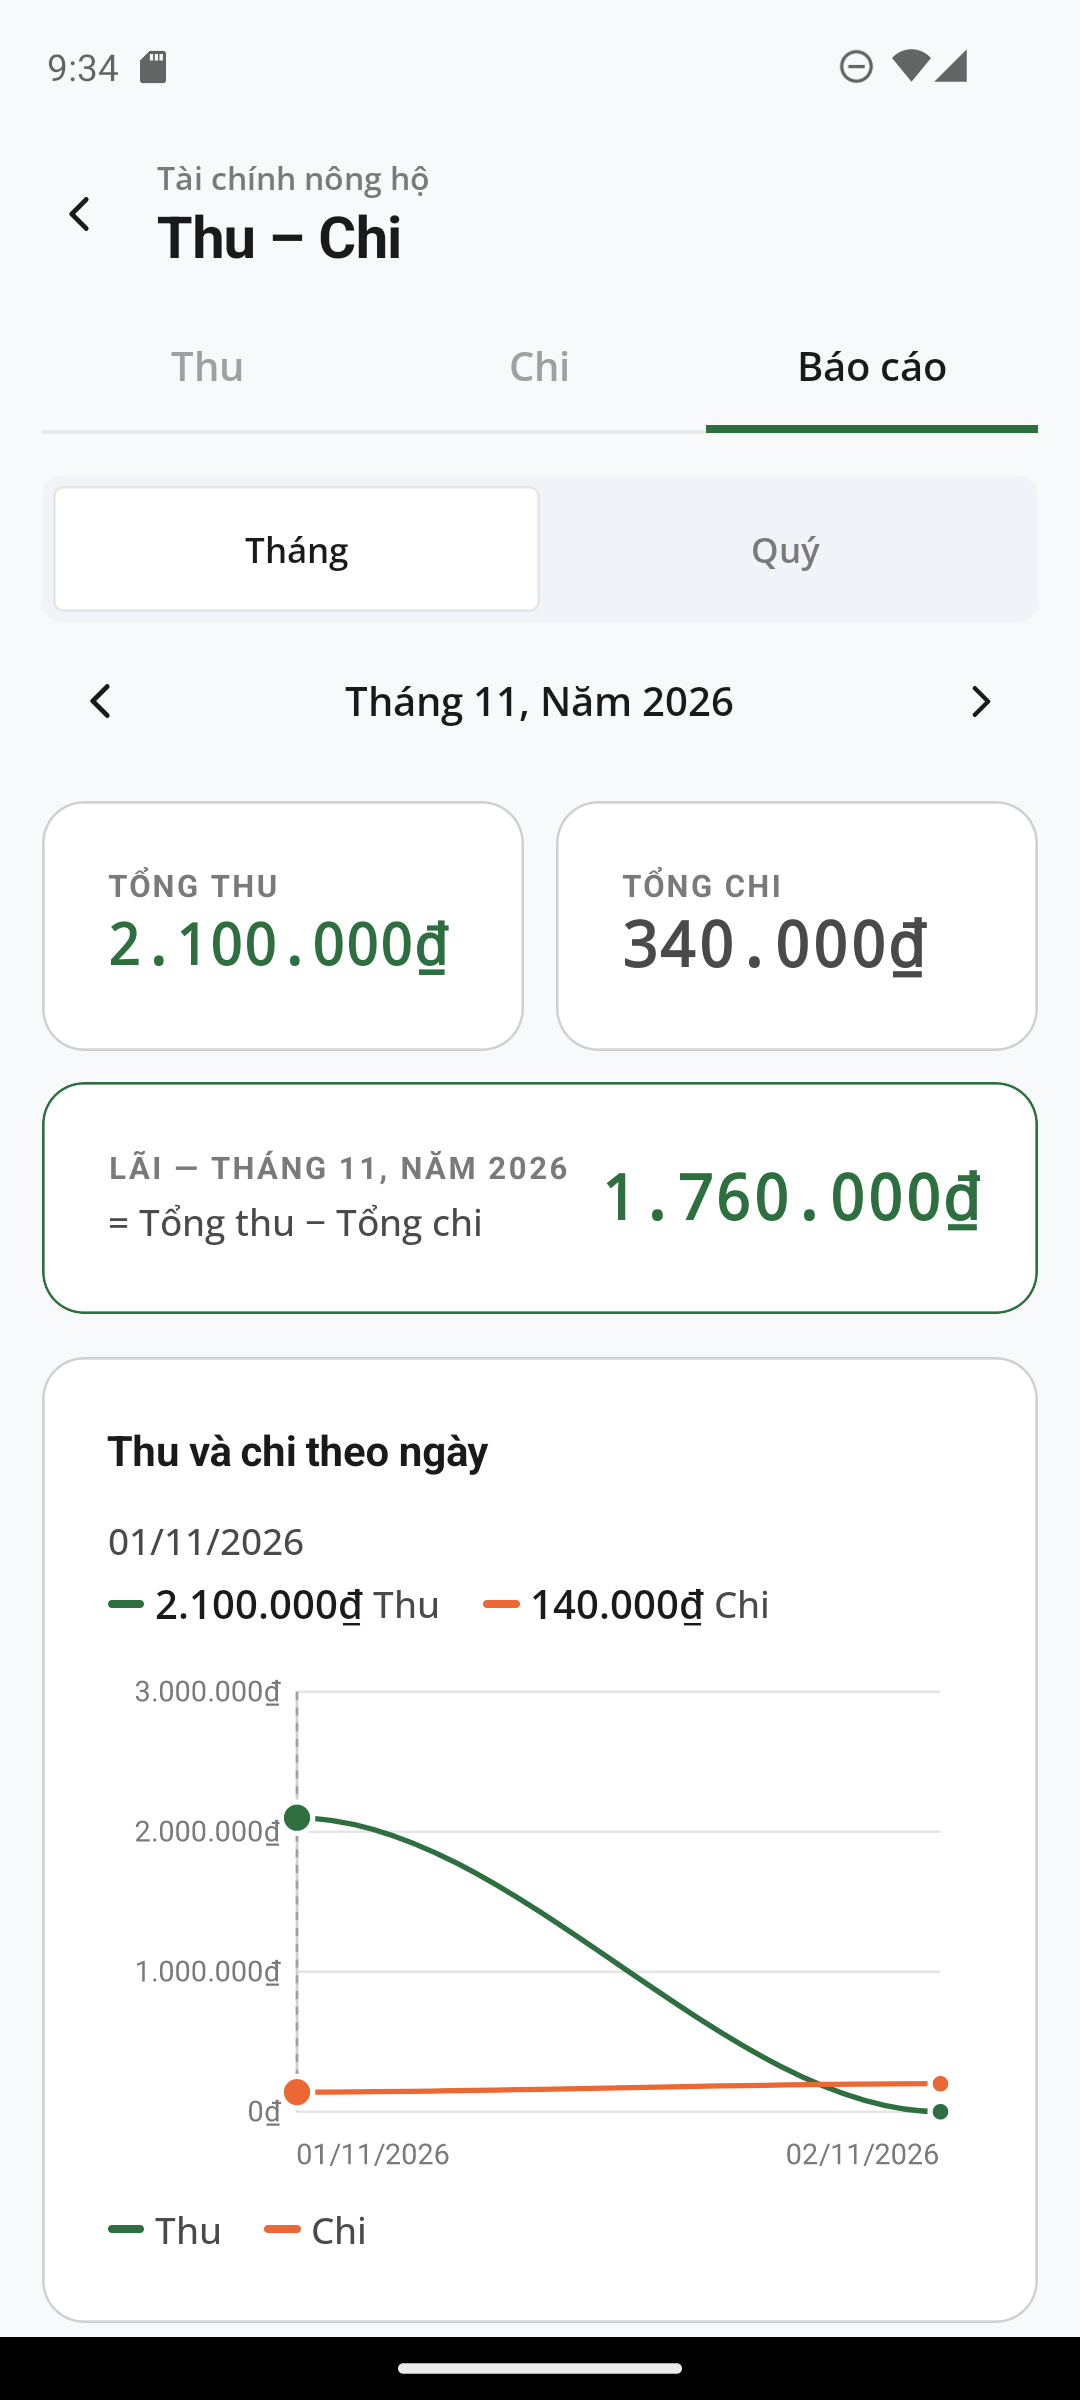 9:34
Tài chính nông hộ
Thu – Chi
Thu Chi Báo cáo
Tháng Quý
Tháng 11, Năm 2026
TỔNG THU
2.100.000₫
TỔNG CHI
340.000₫
LÃI — THÁNG 11, NĂM 2026
= Tổng thu − Tổng chi
1.760.000₫
Thu và chi theo ngày
01/11/2026
2.100.000₫ Thu 140.000₫ Chi
3.000.000₫
2.000.000₫
1.000.000₫
0₫
01/11/2026 02/11/2026
Thu Chi